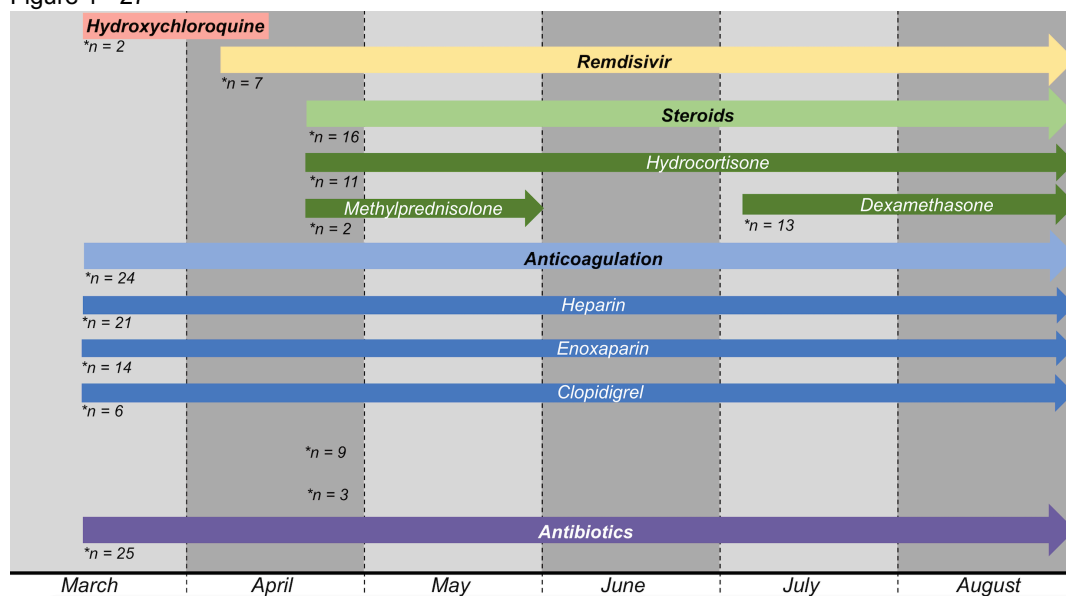 Hydroxychloroquine
*n = 2
Remdisivir
*n = 7
Steroids
*n = 16
Hydrocortisone
*n = 11
Methylprednisolone
*n = 2
Dexamethasone
*n = 13
Anticoagulation
*n = 24
Heparin
*n = 21
Enoxaparin
*n = 14
Clopidigrel
*n = 6
*n = 9
*n = 3
Antibiotics
*n = 25
March April May June July August